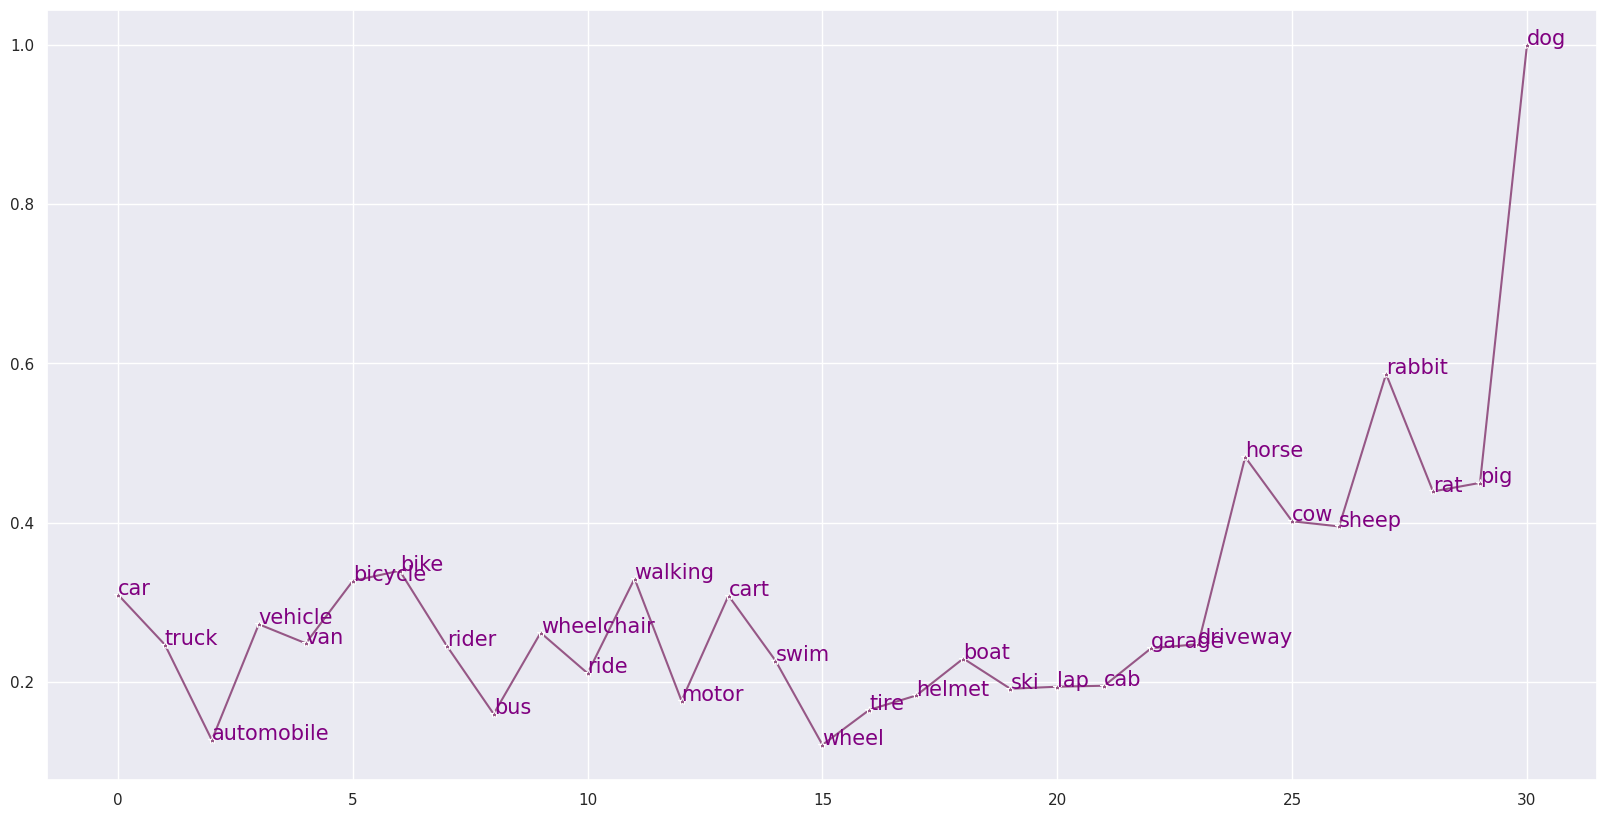 1.0
0.8
0.6
0.4
0.2
car
truck
automobile
vehicle
van
bicycle
bike
rider
bus
wheelchair
ride
walking
motor
cart
swim
wheel
tire
helmet
boat
ski
lap
cab
garage
driveway
horse
cow
sheep
rabbit
rat
pig
dog
0 5 10 15 20 25 30